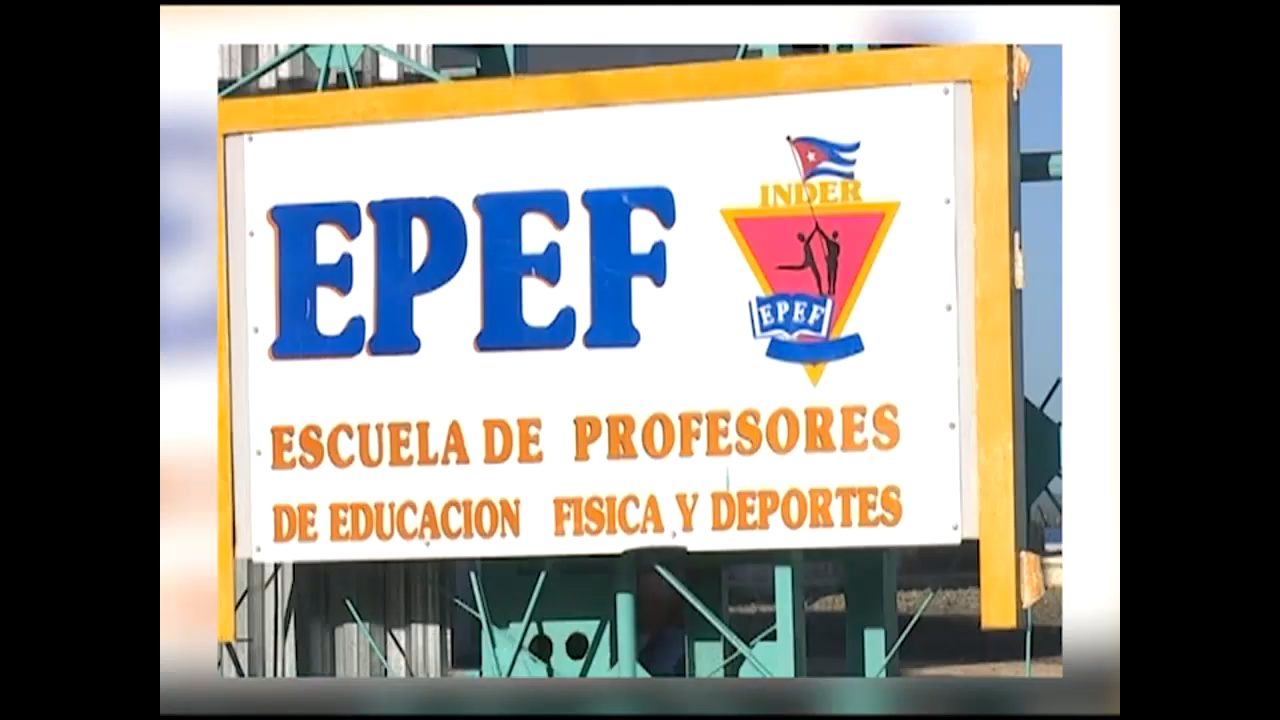 EPEF
INDER
EPEF
ESCUELA DE PROFESORES
DE EDUCACION FISICA Y DEPORTES